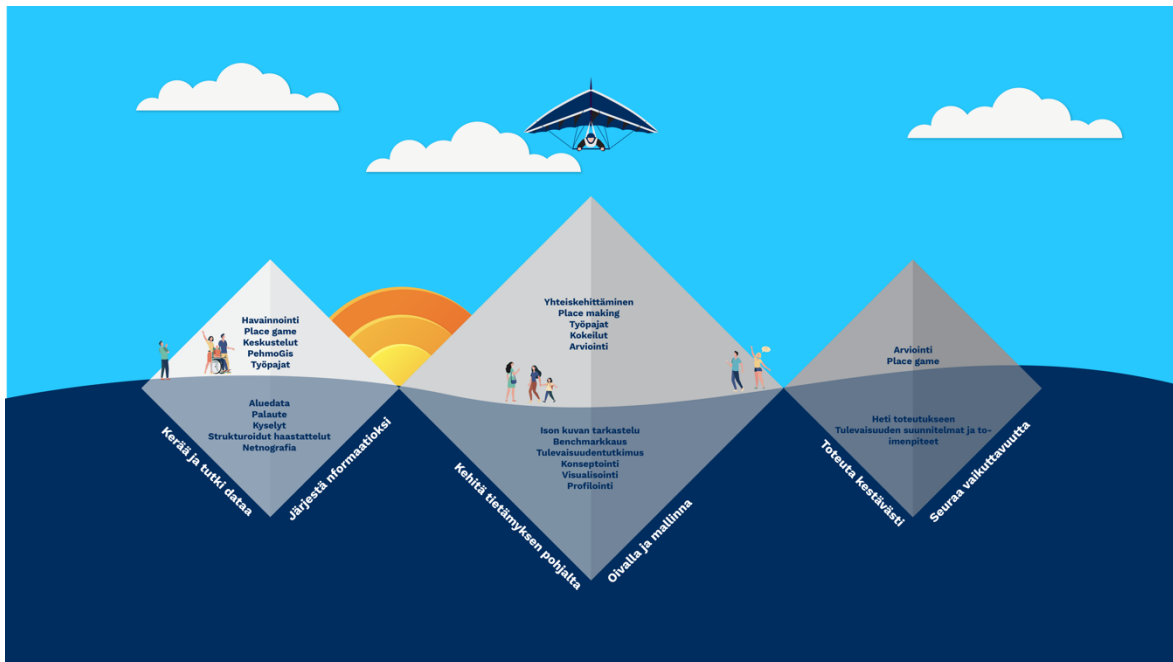 Havainnointi
Place game
Keskustelut
PehmoGis
Työpajat
Aluedata
Palaute
Kyselyt
Strukturoidut haastattelut
Netnografia
Kerää ja tutki dataa
Järjestä nformaatioksi
Yhteiskehittäminen
Place making
Työpajat
Kokeilut
Arviointi
Ison kuvan tarkastelu
Benchmarkkaus
Tulevaisuudentutkimus
Konseptointi
Visualisointi
Profilointi
Kehitä tietämyksen pohjalta
Oivalla ja mallinna
Arviointi
Place game
Heti toteutukseen
Tulevaisuuden suunnitelmat ja to-
imenpiteet
Toteuta kestävästi
Seuraa vaikuttavuutta